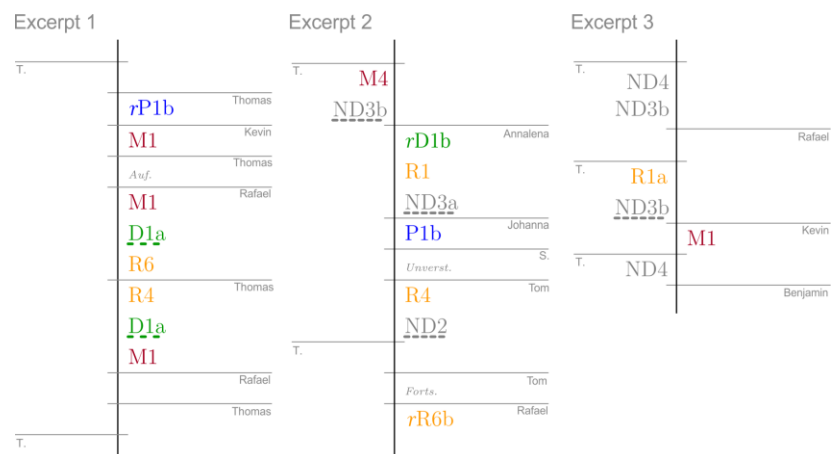 Excerpt 1
T.
Thomas
rP1b
Kevin
M1
Thomas
Auf.
Rafael
M1
D1a
R6
Thomas
R4
D1a
M1
Rafael
Thomas
T.
Excerpt 2
T.
M4
ND3b
Annalena
rD1b
R1
ND3a
Johanna
P1b
S.
Unverst.
Tom
R4
ND2
T.
Tom
Forts.
Rafael
rR6b
Excerpt 3
T.
ND4
ND3b
Rafael
T.
R1a
ND3b
Kevin
M1
T.
ND4
Benjamin